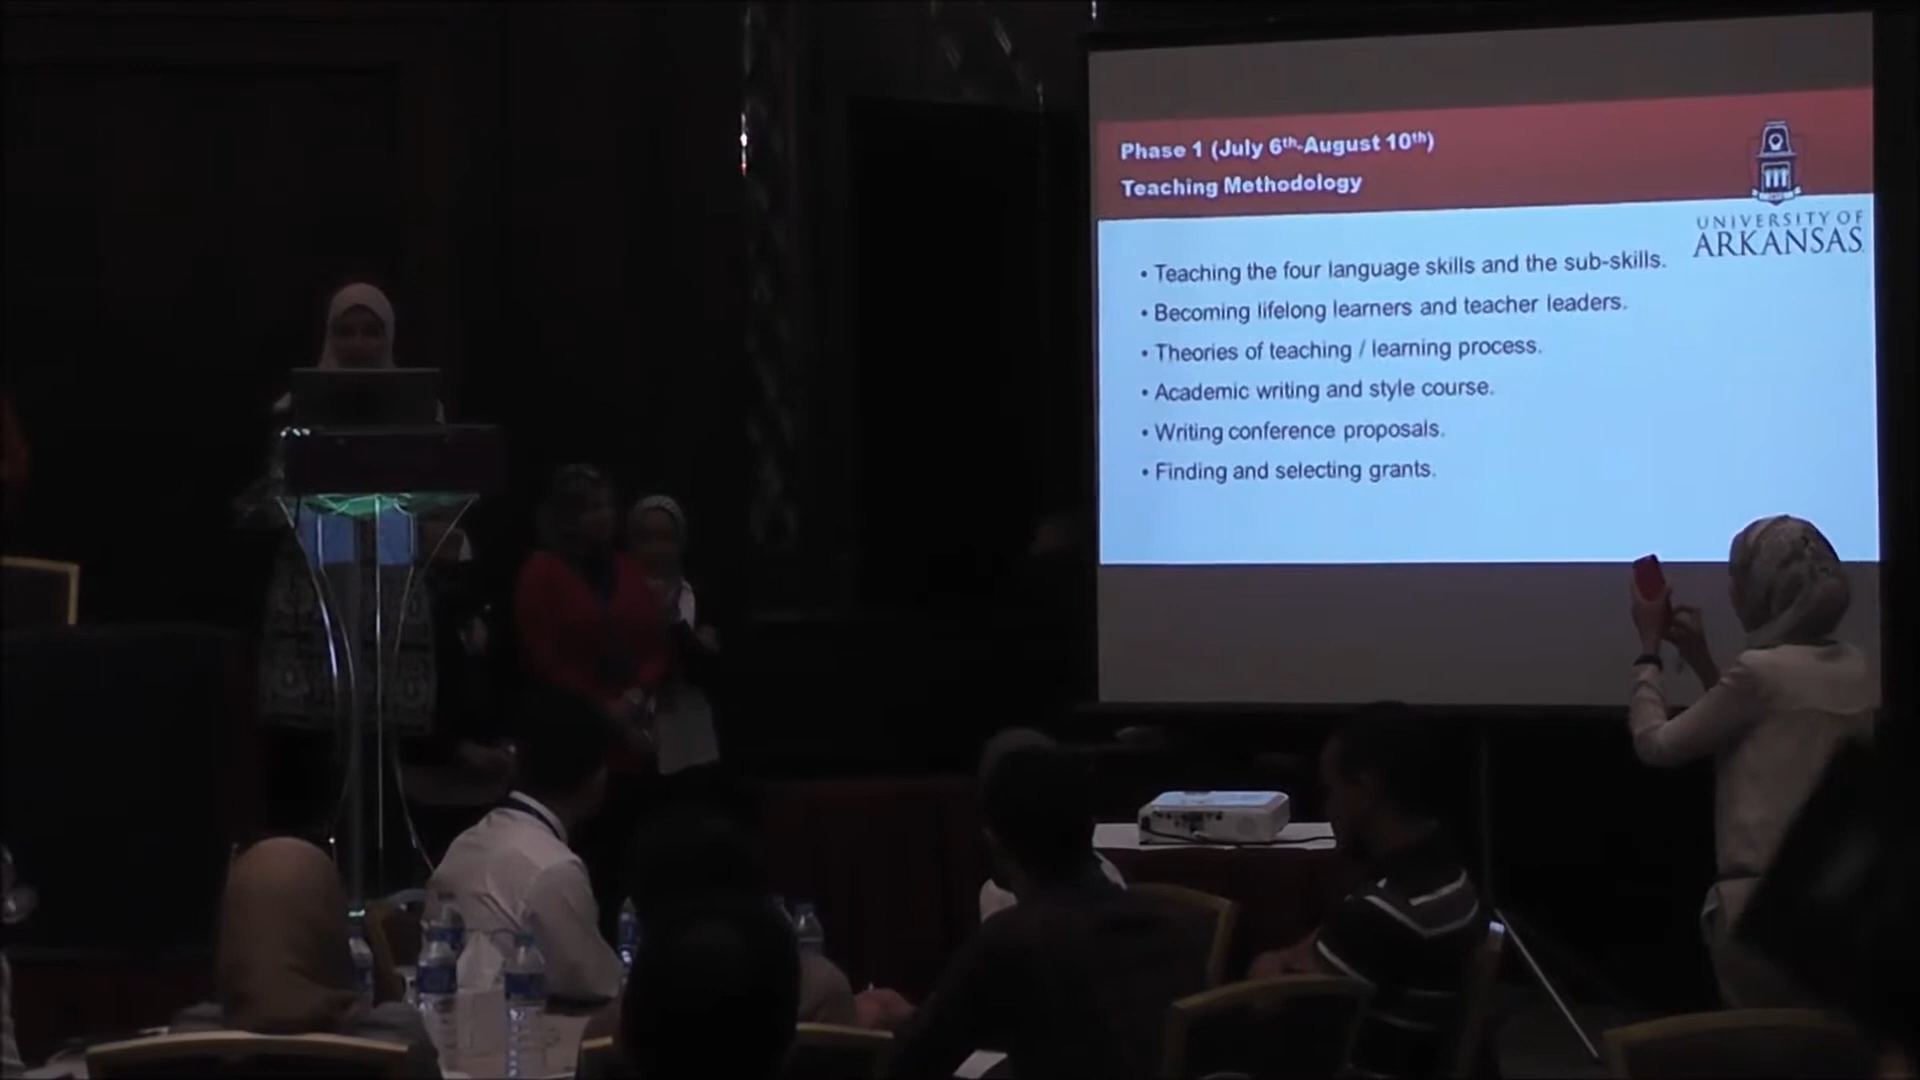 Phase 1 (July 6th-August 10th)
Teaching Methodology
UNIVERSITY OF
ARKANSAS
• Teaching the four language skills and the sub-skills.
• Becoming lifelong learners and teacher leaders.
• Theories of teaching / learning process.
• Academic writing and style course.
• Writing conference proposals.
• Finding and selecting grants.